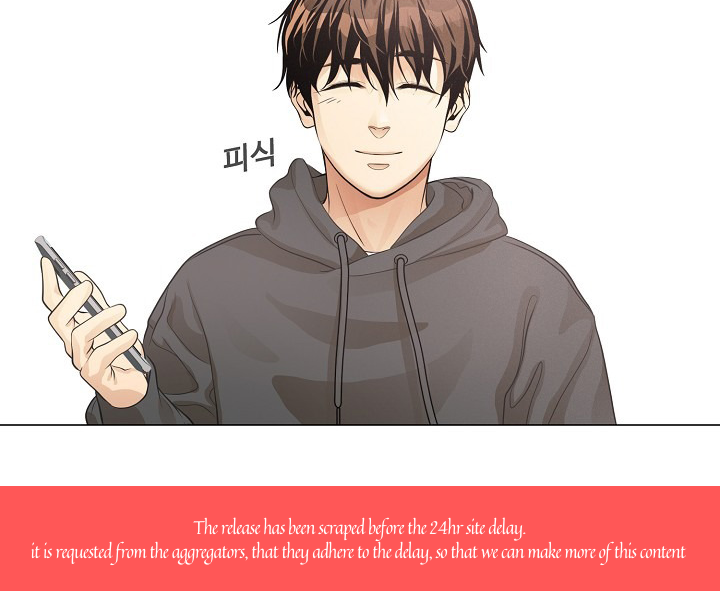 피식
The release has been scraped before the 24hr site delay.
it is requested from the aggregators, that they adhere to the delay, so that we can make more of this content